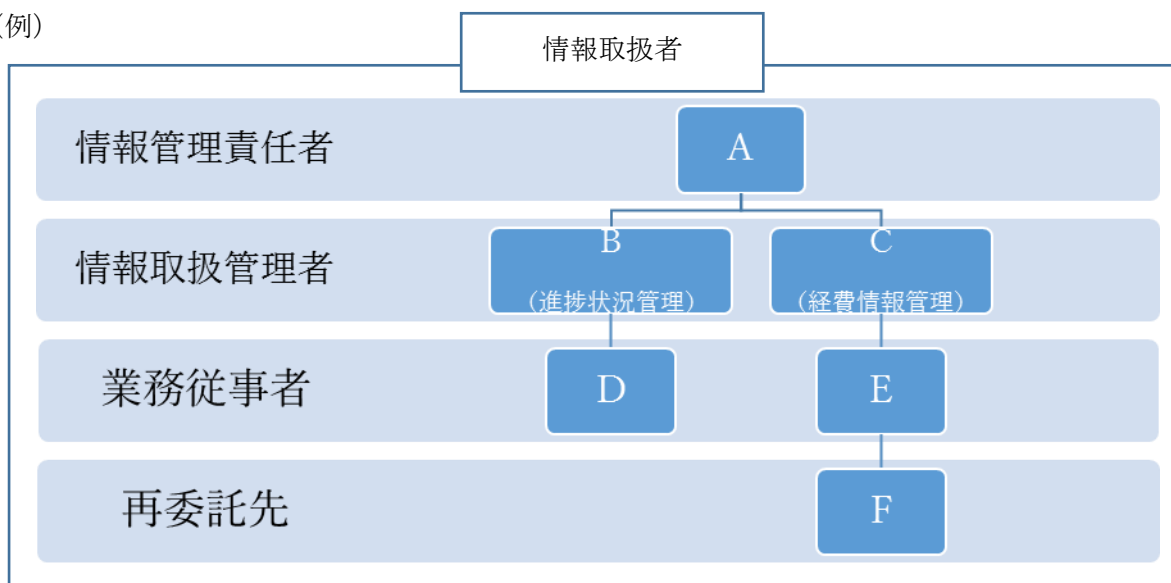 (例)
情報取扱者
情報管理責任者
A
情報取扱管理者
B
(進捗状況管理)
C
(経費情報管理)
業務従事者
D
E
再委託先
F